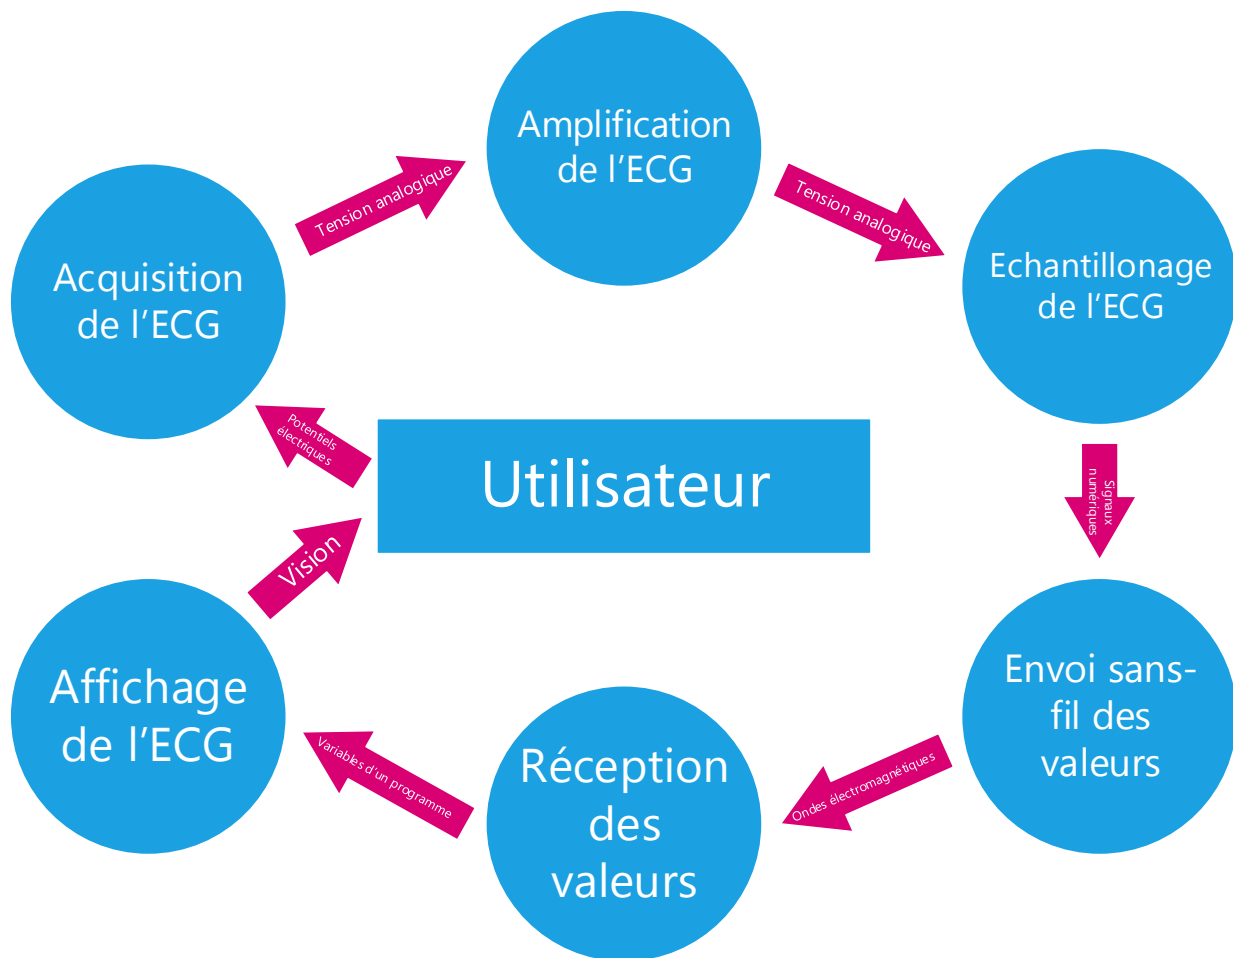 Amplification
de l'ECG
Tension analogique
Tension analogique
Acquisition
de l'ECG
Echantillonage
de l'ECG
Potentiels
électriques
Utilisateur
Signaux
numériques
Vision
Affichage
de l'ECG
Envoi sans-
fil des
valeurs
Variables d'un programme
Réception
des
valeurs
Ondes électromagnétiques